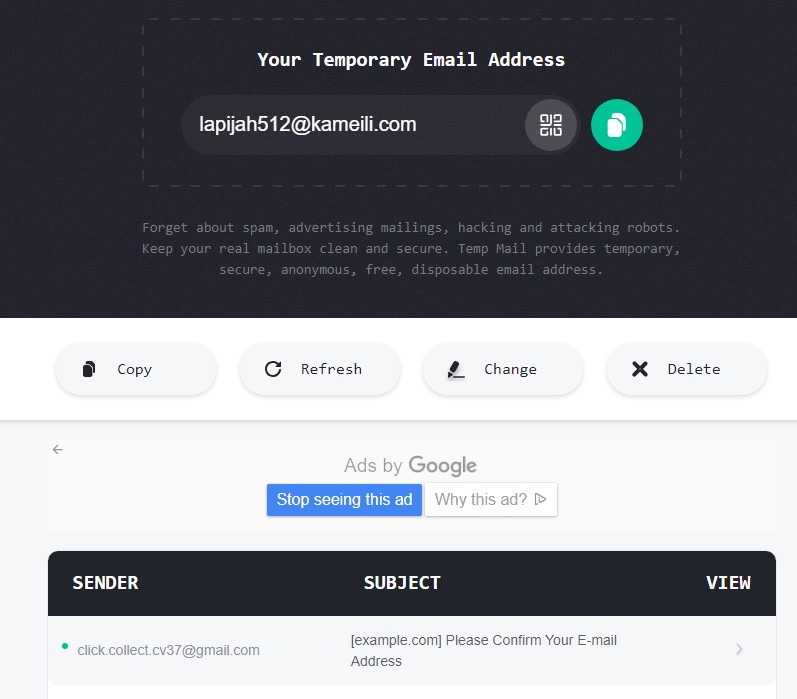 Your Temporary Email Address
lapijah512@kameili.com
Forget about spam, advertising mailings, hacking and attacking robots.
Keep your real mailbox clean and secure. Temp Mail provides temporary,
secure, anonymous, free, disposable email address.
Copy
Refresh
Change
Delete
Ads by Google
Stop seeing this ad
Why this ad?
SENDER SUBJECT VIEW
click.collect.cv37@gmail.com
[example.com] Please Confirm Your E-mail
Address